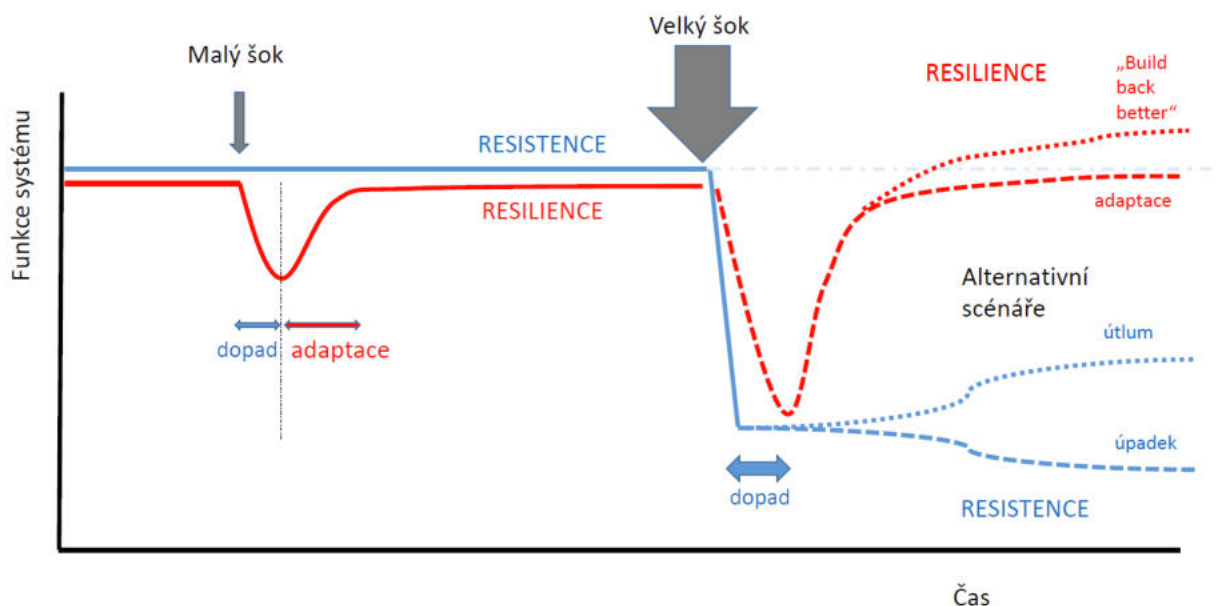 Velký šok
Malý šok
RESILIENCE
„Build
back
better“
Funkce systému
RESISTENCE
RESILIENCE
adaptace
Alternativní
scénáře
dopad
adaptace
útlum
úpadek
dopad
RESISTENCE
Čas